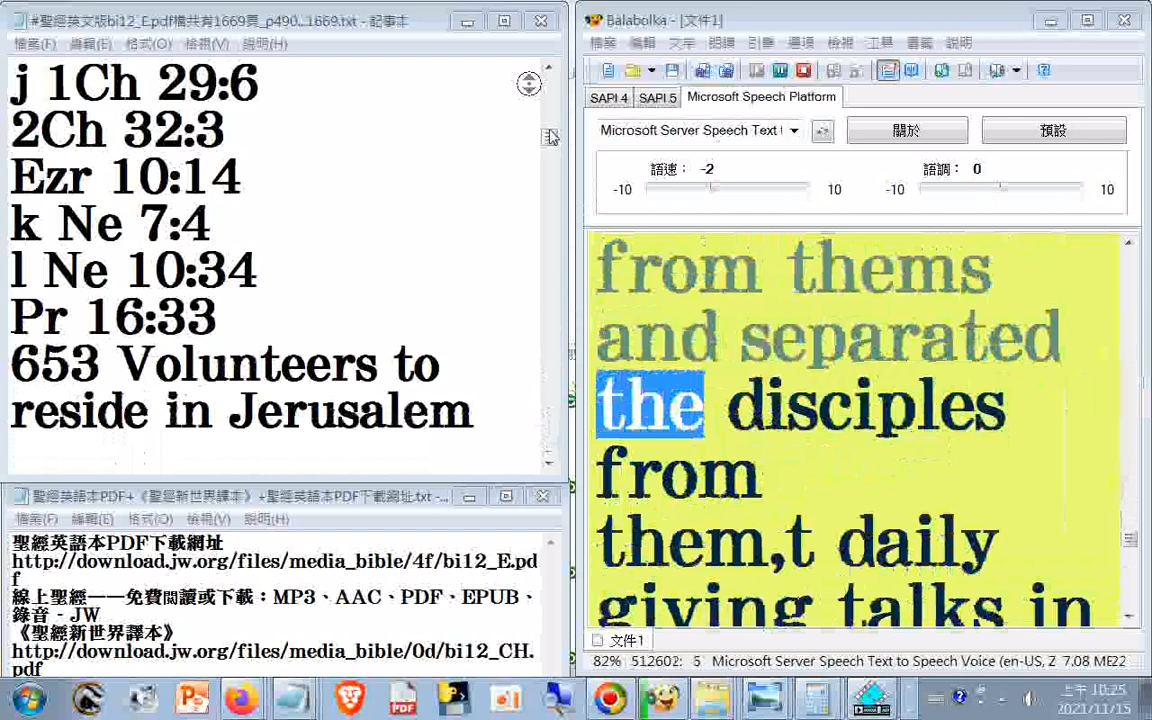 #聖經英文版bi12_E.pdf檔共有1669頁_p490...1669.txt - 記事本
檔案(F) 編輯(E) 格式(O) 檢視(V) 說明(H)
j 1Ch 29:6
2Ch 32:3
Ezr 10:14
k Ne 7:4
l Ne 10:34
Pr 16:33
653 Volunteers to
reside in Jerusalem
聖經英語本PDF+《聖經新世界譯本》+聖經英語本PDF下載網址.txt -...
檔案(F) 編輯(E) 格式(O) 檢視(V) 說明(H)
聖經英語本PDF下載網址
http://download.jw.org/files/media_bible/4f/bi12_E.pd
f
線上聖經——免費閱讀或下載：MP3、AAC、PDF、EPUB、
錄音 - JW
《聖經新世界譯本》
http://download.jw.org/files/media_bible/0d/bi12_CH.
pdf
Balabolka - [文件1]
檔案 編輯 文字 朗讀 引擎 選項 檢視 工具 書籤 說明
SAPI 4 SAPI 5 Microsoft Speech Platform
Microsoft Server Speech Text
關於 預設
語速： -2 語調： 0
-10 10 -10 10
from thems
and separated
the disciples
from
them,t daily
giving talks in
文件1
82% 512602: 5 Microsoft Server Speech Text to Speech Voice (en-US, Z 7.08 ME22
PDF
上午 10:25
2021/11/15